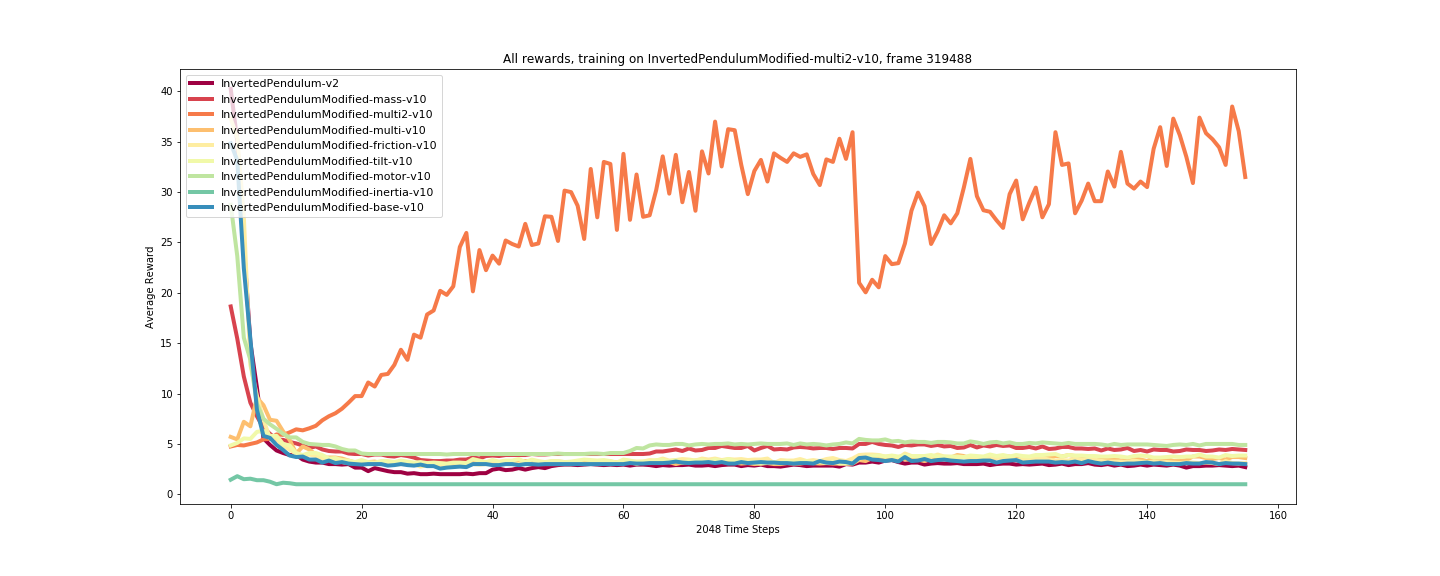 All rewards, training on InvertedPendulumModified-multi2-v10, frame 319488
InvertedPendulum-v2
InvertedPendulumModified-mass-v10
InvertedPendulumModified-multi2-v10
InvertedPendulumModified-multi-v10
InvertedPendulumModified-friction-v10
InvertedPendulumModified-tilt-v10
InvertedPendulumModified-motor-v10
InvertedPendulumModified-inertia-v10
InvertedPendulumModified-base-v10
Average Reward
40
35
30
25
20
15
10
5
0
0 20 40 60 80 100 120 140 160
2048 Time Steps